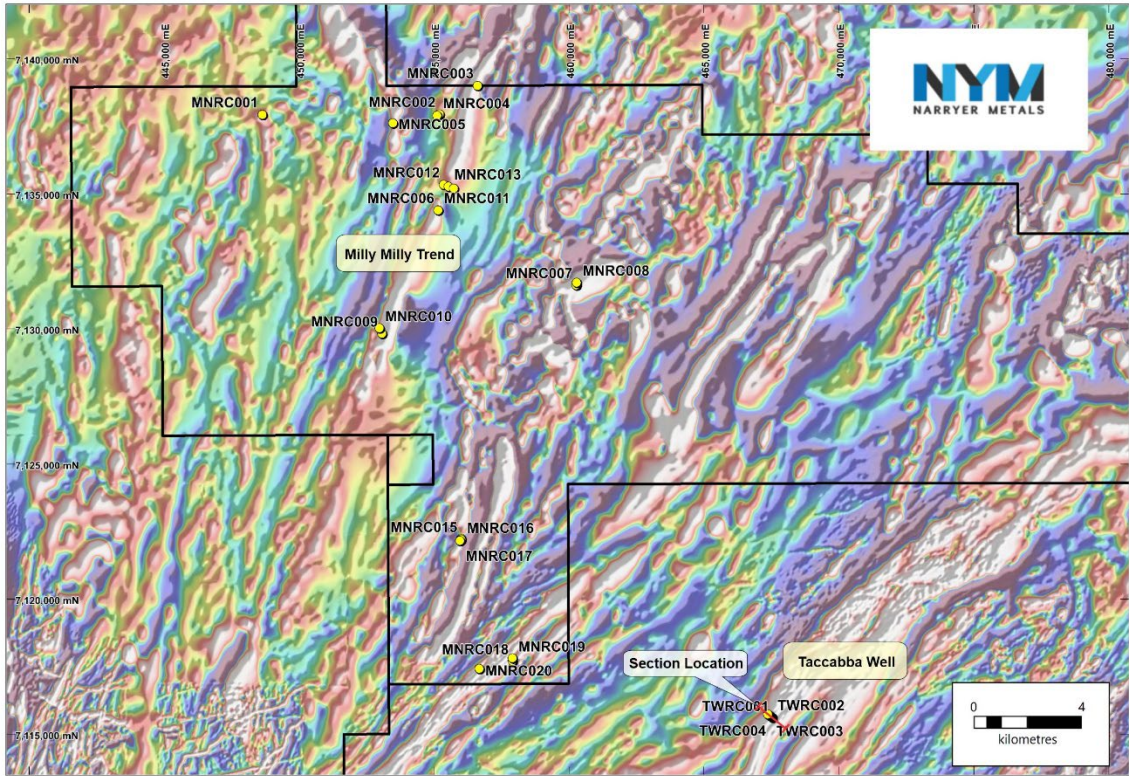 445,000 mE
450,000 mE
460,000 mE
465,000 mE
470,000 mE
480,000 mE
7,140,000 mN
MNRC003
NYM
NARRYER METALS
MNRC001
MNRC002
MNRC004
MNRC005
7,135,000 mN
MNRC012
MNRC013
MNRC006
MNRC011
Milly Milly Trend
MNRC007
MNRC008
7,130,000 mN
MNRC009
MNRC010
7,125,000 mN
MNRC015
MNRC016
MNRC017
7,120,000 mN
MNRC018
MNRC019
MNRC020
Section Location
Taccabba Well
TWRC001
TWRC002
TWRC004
TWRC003
7,115,000 mN
0
4
kilometres